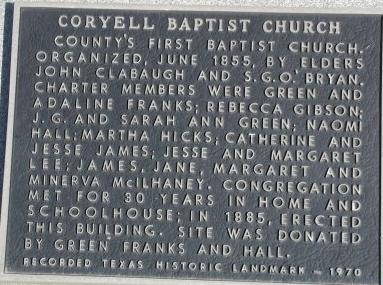 CORYELL BAPTIST CHURCH
COUNTY'S FIRST BAPTIST CHURCH.
ORGANIZED, JUNE 1855, BY ELDERS
JOHN CLABAUGH AND S.G.O'BRYAN.
CHARTER MEMBERS WERE GREEN AND
ADALINE FRANKS; REBECCA GIBSON;
J.G. AND SARAH ANN GREEN; NAOMI
HALL; MARTHA HICKS; CATHERINE AND
JESSE JAMES; JESSE AND MARGARET
LEE; JAMES, JANE, MARGARET AND
MINERVA McILHANEY. CONGREGATION
MET FOR 30 YEARS IN HOME AND
SCHOOLHOUSE; IN 1885, ERECTED
THIS BUILDING. SITE WAS DONATED
BY GREEN FRANKS AND HALL.
RECORDED TEXAS HISTORIC LANDMARK - 1970